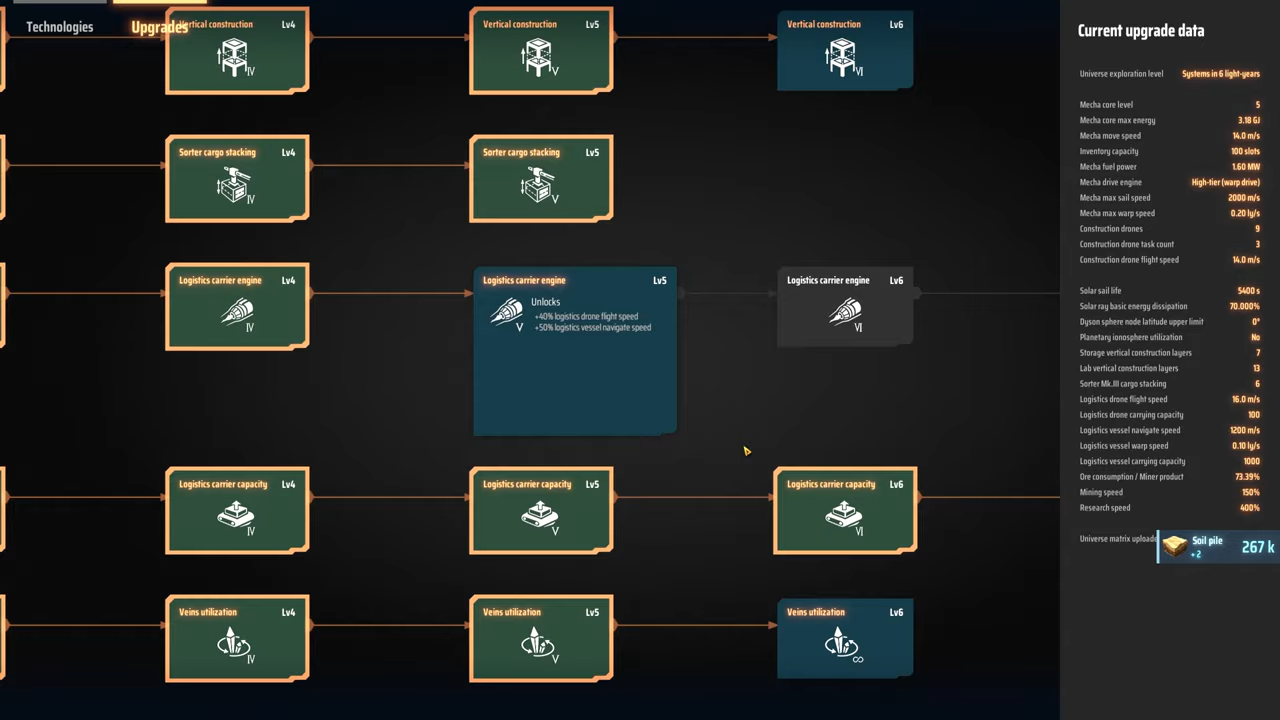 Technologies
Upgrades
Vertical construction Lv4
IV
Vertical construction Lv5
V
Vertical construction Lv6
VI
Sorter cargo stacking Lv4
IV
Sorter cargo stacking Lv5
V
Logistics carrier engine Lv4
IV
Logistics carrier engine Lv5
V
Unlocks
+40% logistics drone flight speed
+50% logistics vessel navigate speed
Logistics carrier engine Lv6
VI
Logistics carrier capacity Lv4
IV
Logistics carrier capacity Lv5
V
Logistics carrier capacity Lv6
VI
Veins utilization Lv4
IV
Veins utilization Lv5
V
Veins utilization Lv6
∞
Current upgrade data
Universe exploration level Systems in 6 light-years
Mecha core level 5
Mecha core max energy 3.18 GJ
Mecha move speed 14.0 m/s
Inventory capacity 100 slots
Mecha fuel power 1.60 MW
Mecha drive engine High-tier (warp drive)
Mecha max sail speed 2000 m/s
Mecha max warp speed 0.20 ly/s
Construction drones 9
Construction drone task count 3
Construction drone flight speed 14.0 m/s
Solar sail life 5400 s
Solar ray basic energy dissipation 70.000%
Dyson sphere node latitude upper limit 0°
Planetary ionosphere utilization No
Storage vertical construction layers 7
Lab vertical construction layers 13
Sorter Mk.III cargo stacking 6
Logistics drone flight speed 16.0 m/s
Logistics drone carrying capacity 100
Logistics vessel navigate speed 1200 m/s
Logistics vessel warp speed 0.10 ly/s
Logistics vessel carrying capacity 1000
Ore consumption / Miner product 73.39%
Mining speed 150%
Research speed 400%
Universe matrix uploade
Soil pile
+2
267 k